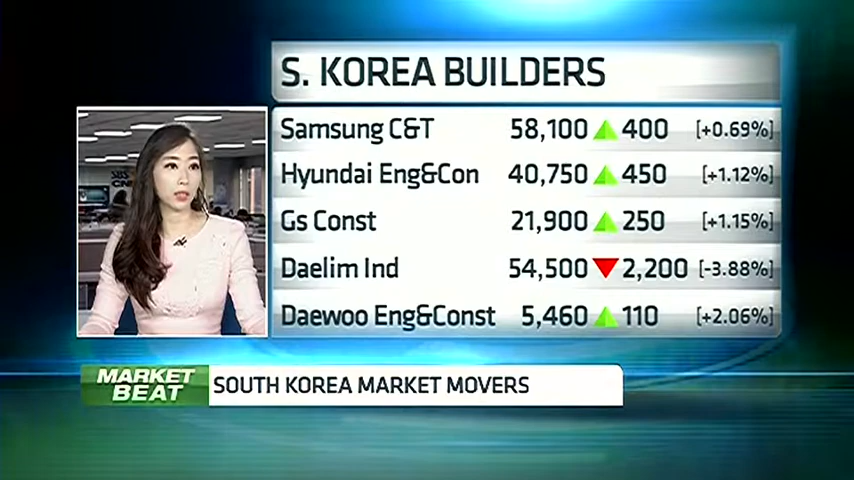 S. KOREA BUILDERS
Samsung C&T 58,100 ▲ 400 [+0.69%]
Hyundai Eng&Con 40,750 ▲ 450 [+1.12%]
Gs Const 21,900 ▲ 250 [+1.15%]
Daelim Ind 54,500 ▼ 2,200 [-3.88%]
Daewoo Eng&Const 5,460 ▲ 110 [+2.06%]
SBS
CN
MARKET
BEAT
SOUTH KOREA MARKET MOVERS